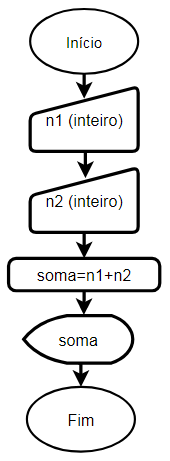 Início
n1 (inteiro)
n2 (inteiro)
soma=n1+n2
soma
Fim